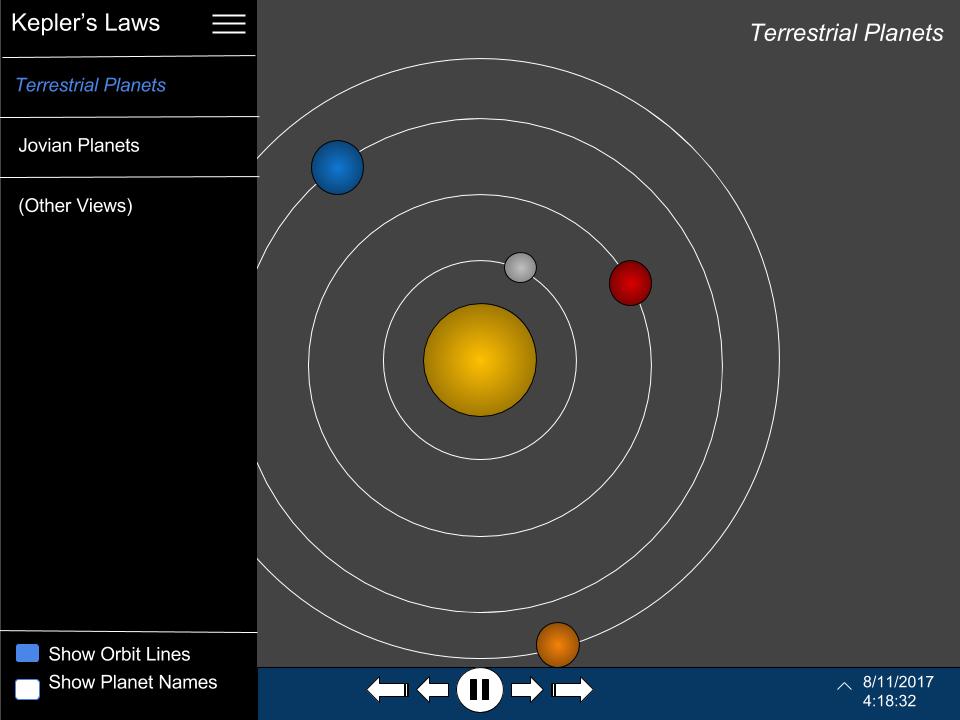 Kepler’s Laws
Terrestrial Planets
Jovian Planets
(Other Views)
Show Orbit Lines
Show Planet Names
Terrestrial Planets
8/11/2017
4:18:32